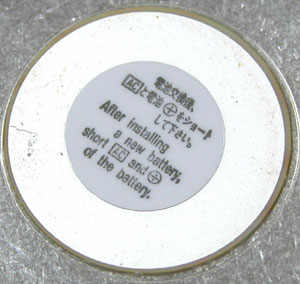 電池交換後、
ACと電池⊕をショート
して下さい。
After installing
a new battery,
short AC and ⊕
of the battery.